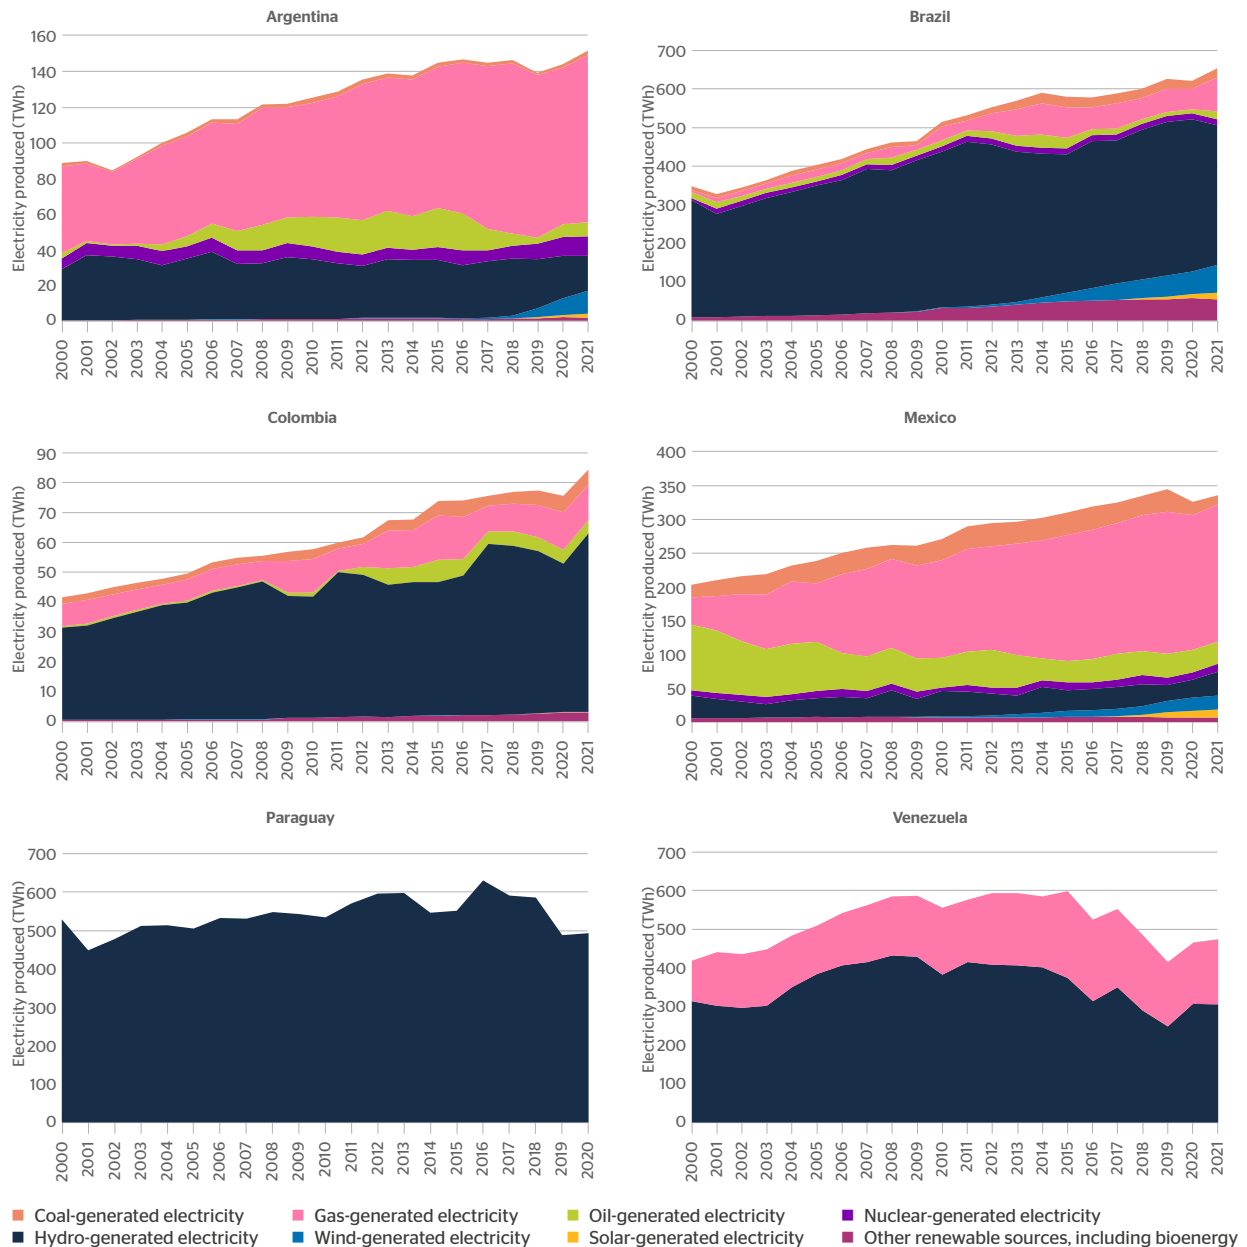 Argentina
Electricity produced (TWh)
160
140
120
100
80
60
40
20
0
2000 2001 2002 2003 2004 2005 2006 2007 2008 2009 2010 2011 2012 2013 2014 2015 2016 2017 2018 2019 2020 2021
Brazil
Electricity produced (TWh)
700
600
500
400
300
200
100
0
2000 2001 2002 2003 2004 2005 2006 2007 2008 2009 2010 2011 2012 2013 2014 2015 2016 2017 2018 2019 2020 2021
Colombia
Electricity produced (TWh)
90
80
70
60
50
40
30
20
10
0
2000 2001 2002 2003 2004 2005 2006 2007 2008 2009 2010 2011 2012 2013 2014 2015 2016 2017 2018 2019 2020 2021
Mexico
Electricity produced (TWh)
400
350
300
250
200
150
100
50
0
2000 2001 2002 2003 2004 2005 2006 2007 2008 2009 2010 2011 2012 2013 2014 2015 2016 2017 2018 2019 2020 2021
Paraguay
Electricity produced (TWh)
700
600
500
400
300
200
100
0
2000 2001 2002 2003 2004 2005 2006 2007 2008 2009 2010 2011 2012 2013 2014 2015 2016 2017 2018 2019 2020
Venezuela
Electricity produced (TWh)
700
600
500
400
300
200
100
0
2000 2001 2002 2003 2004 2005 2006 2007 2008 2009 2010 2011 2012 2013 2014 2015 2016 2017 2018 2019 2020 2021
Coal-generated electricity
Gas-generated electricity
Oil-generated electricity
Nuclear-generated electricity
Hydro-generated electricity
Wind-generated electricity
Solar-generated electricity
Other renewable sources, including bioenergy